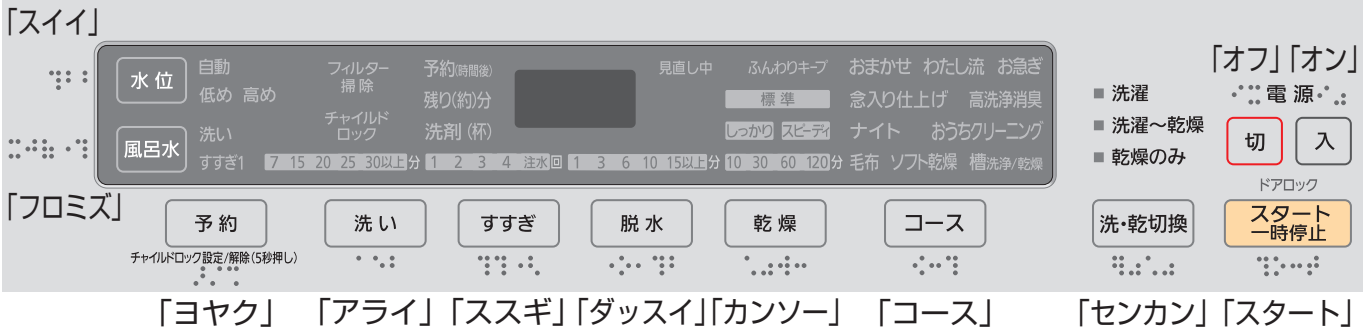 「スイイ」
水位
自動
低め 高め
フィルター
掃除
チャイルド
ロック
予約(時間後)
残り(約)分
洗剤(杯)
見直し中 ふんわりキープ
標準
しっかり スピーディ
おまかせ わたし流 お急ぎ
念入り仕上げ 高洗浄消臭
ナイト おうちクリーニング
毛布 ソフト乾燥 槽洗浄/乾燥
風呂水
洗い
すすぎ1
7 15 20 25 30以上 分
1 2 3 4 注水 回
1 3 6 10 15以上 分
10 30 60 120 分
「フロミズ」
■ 洗濯
■ 洗濯~乾燥
■ 乾燥のみ
「オフ」「オン」
電源
切 入
ドアロック
予約 洗い すすぎ 脱水 乾燥 コース 洗・乾切換
スタート
一時停止
チャイルドロック設定/解除(5秒押し)
「ヨヤク」 「アライ」 「ススギ」 「ダッスイ」 「カンソー」 「コース」 「センカン」 「スタート」